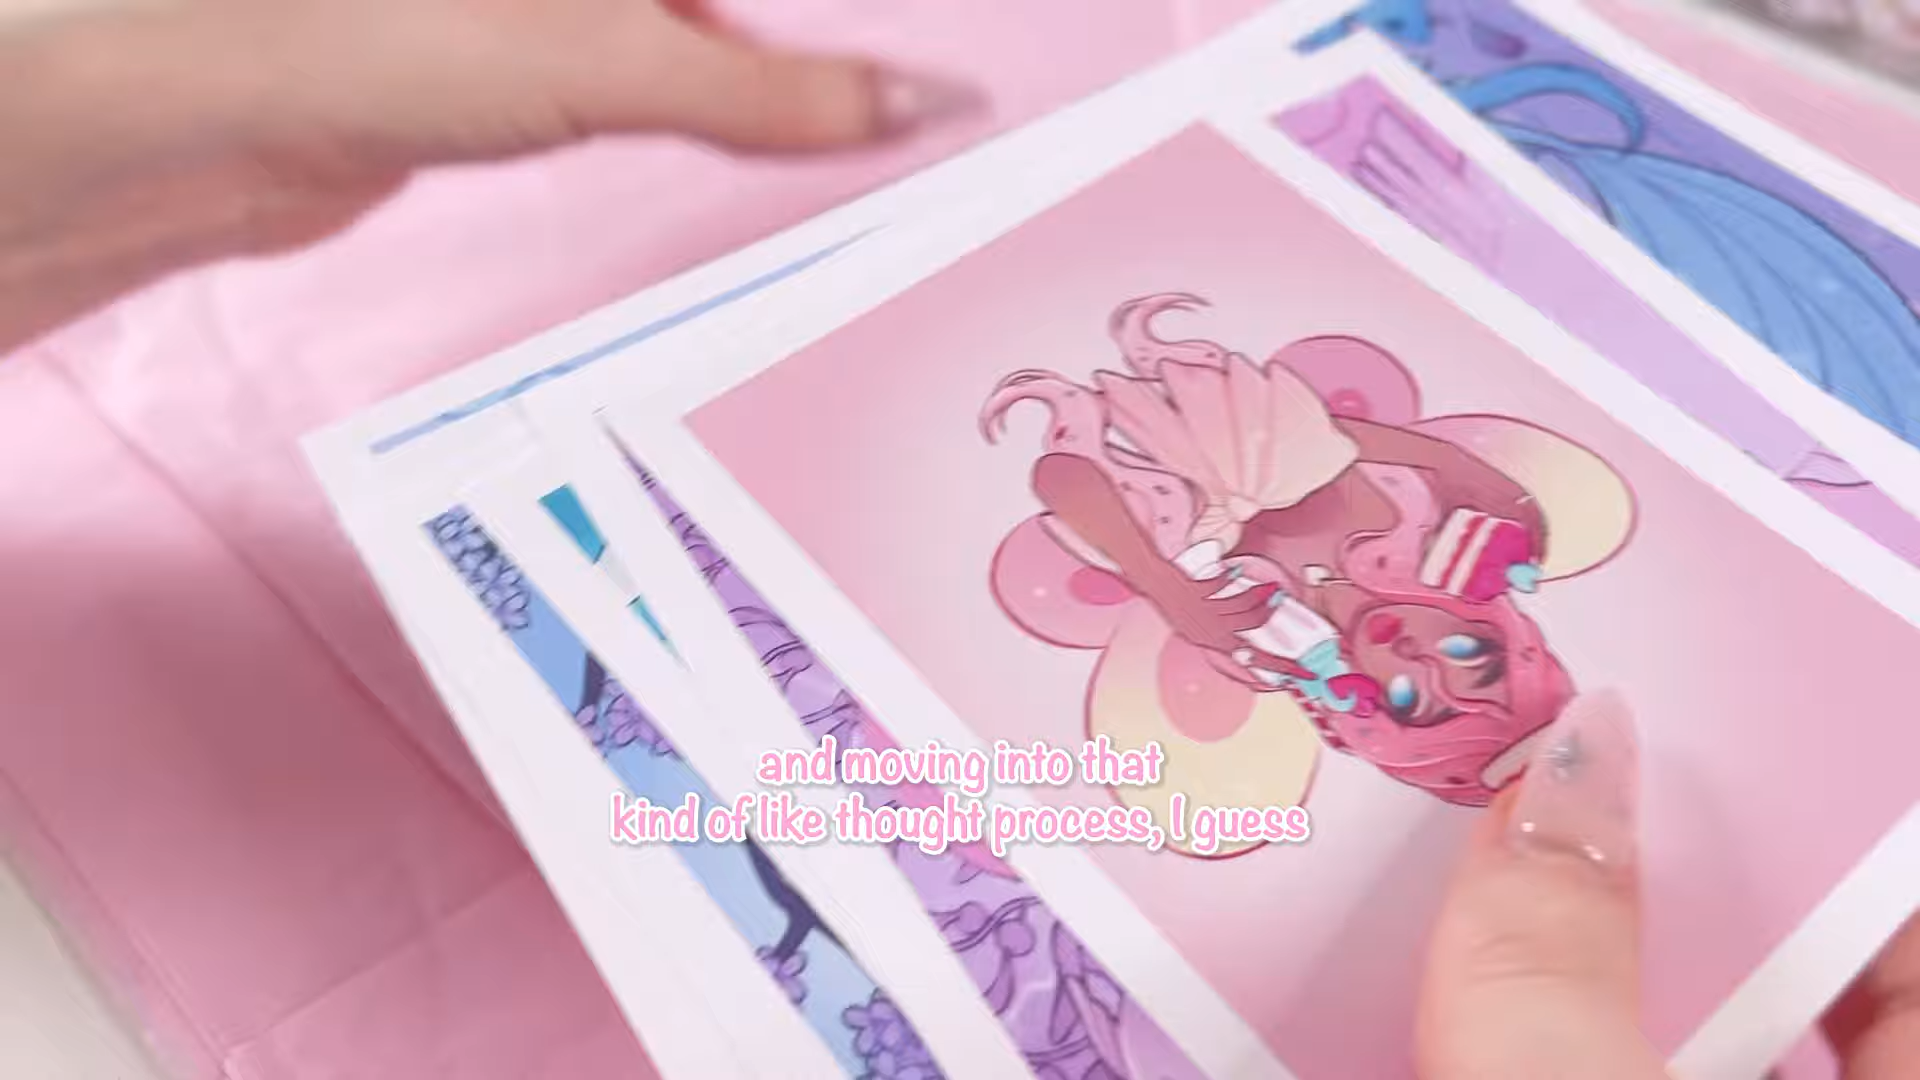 and moving into that
kind of like thought process, I guess